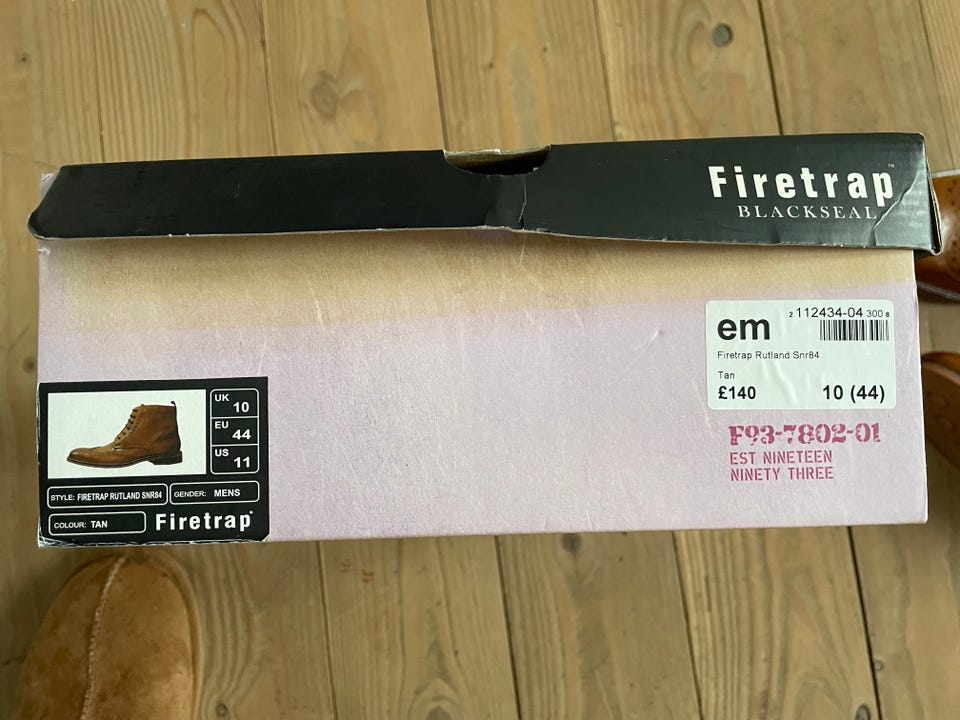 Firetrap™
BLACKSEAL
em
2 112434-04 300 8
Firetrap Rutland Snr84
Tan
£140 10 (44)
F93-7802-01
EST NINETEEN
NINETY THREE
UK 10
EU 44
US 11
STYLE: FIRETRAP RUTLAND SNR84 GENDER: MENS
COLOUR: TAN Firetrap